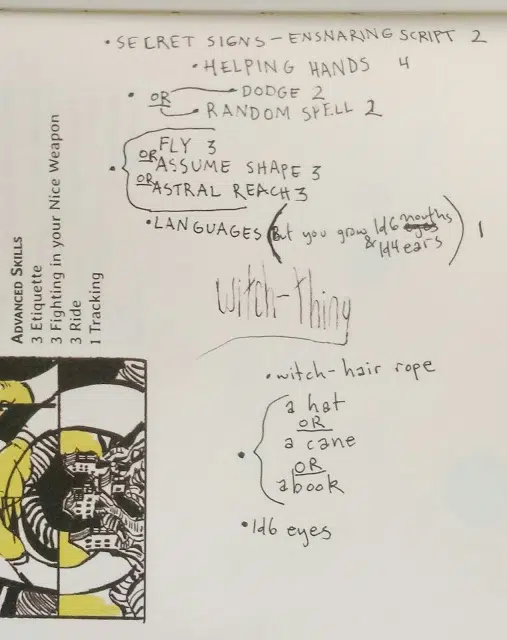 • SECRET SIGNS – ENSNARING SCRIPT 2
• HELPING HANDS 4
• OR DODGE 2
RANDOM SPELL 2
• FLY 3
OR ASSUME SHAPE 3
OR ASTRAL REACH 3
• LANGUAGES (But you grow 1d6 mouths & 1d4 ears) 1
witch-thing
• witch-hair rope
• a hat
OR
a cane
OR
a book
• 1d6 eyes
ADVANCED SKILLS
3 Etiquette
3 Fighting in your Nice Weapon
3 Ride
1 Tracking